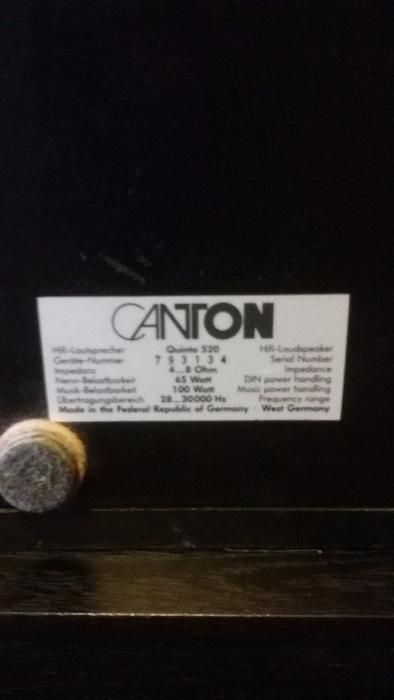 CANTON
Hifi-Lautsprecher Quinto 520 Hifi-Loudspeaker
Geräte-Nummer 7 9 3 1 3 4 Serial Number
Impedanz 4...8 Ohm Impedance
Nenn-Belastbarkeit 65 Watt DIN power handling
Musik-Belastbarkeit 100 Watt Music power handling
Übertragungsbereich 28...30000 Hz Frequency range
Made in the Federal Republic of Germany · West Germany